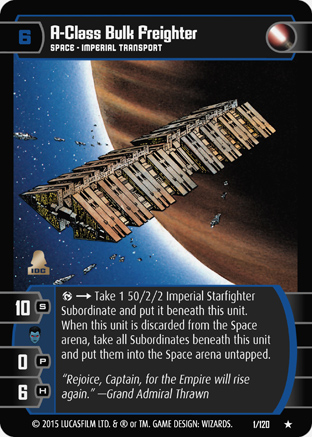 6
A-Class Bulk Freighter
SPACE • IMPERIAL TRANSPORT
IDC
10 S
0 P
6 H
→ Take 1 50/2/2 Imperial Starfighter
Subordinate and put it beneath this unit.
When this unit is discarded from the Space
arena, take all Subordinates beneath this unit
and put them into the Space arena untapped.
“Rejoice, Captain, for the Empire will rise
again.” —Grand Admiral Thrawn
© 2015 LUCASFILM LTD. & ® OR TM. GAME DESIGN: WIZARDS. 1/120 ★